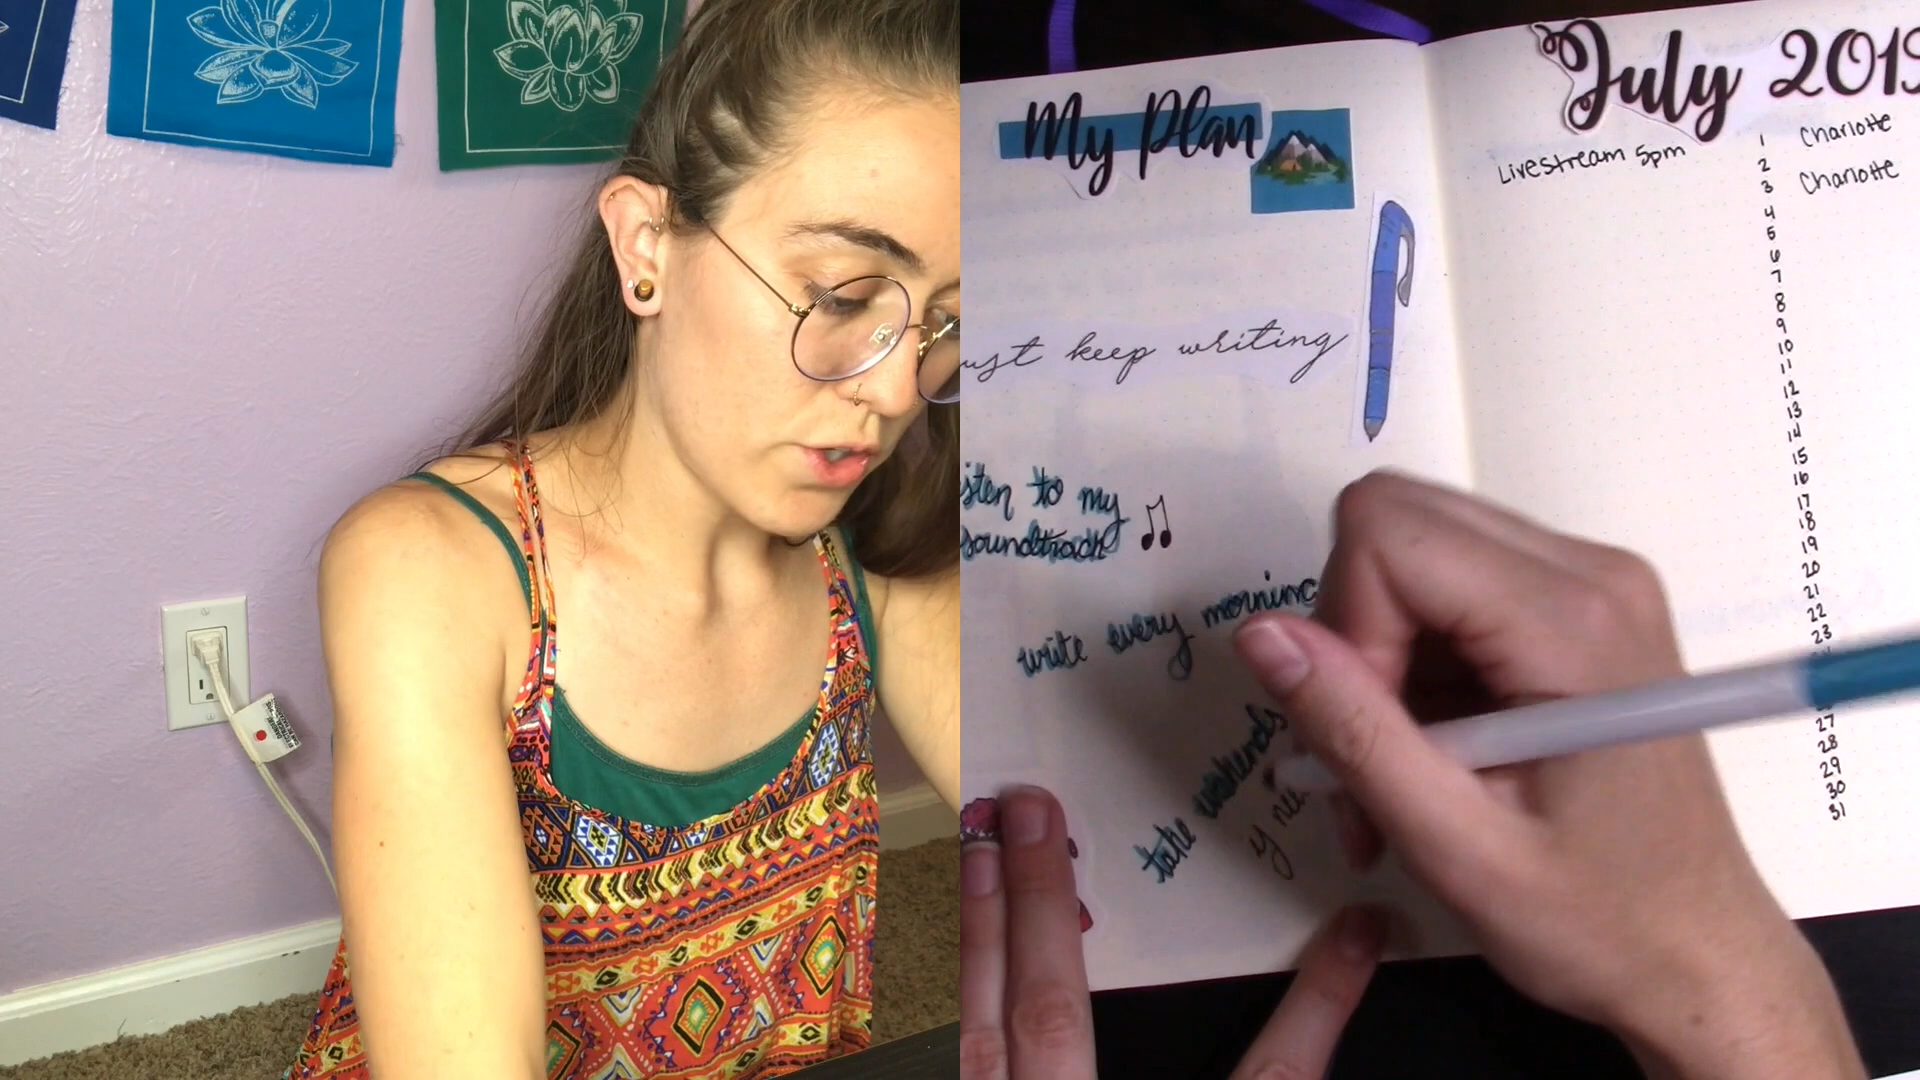 My Plan
keep writing
to my
soundtrack
write every morning
take weekends
July 2019
1 Charlotte
Livestream 5pm 2
3 Charlotte
4
5
6
7
8
9
10
11
12
13
14
15
16
17
18
19
20
21
22
23
27
28
29
30
31